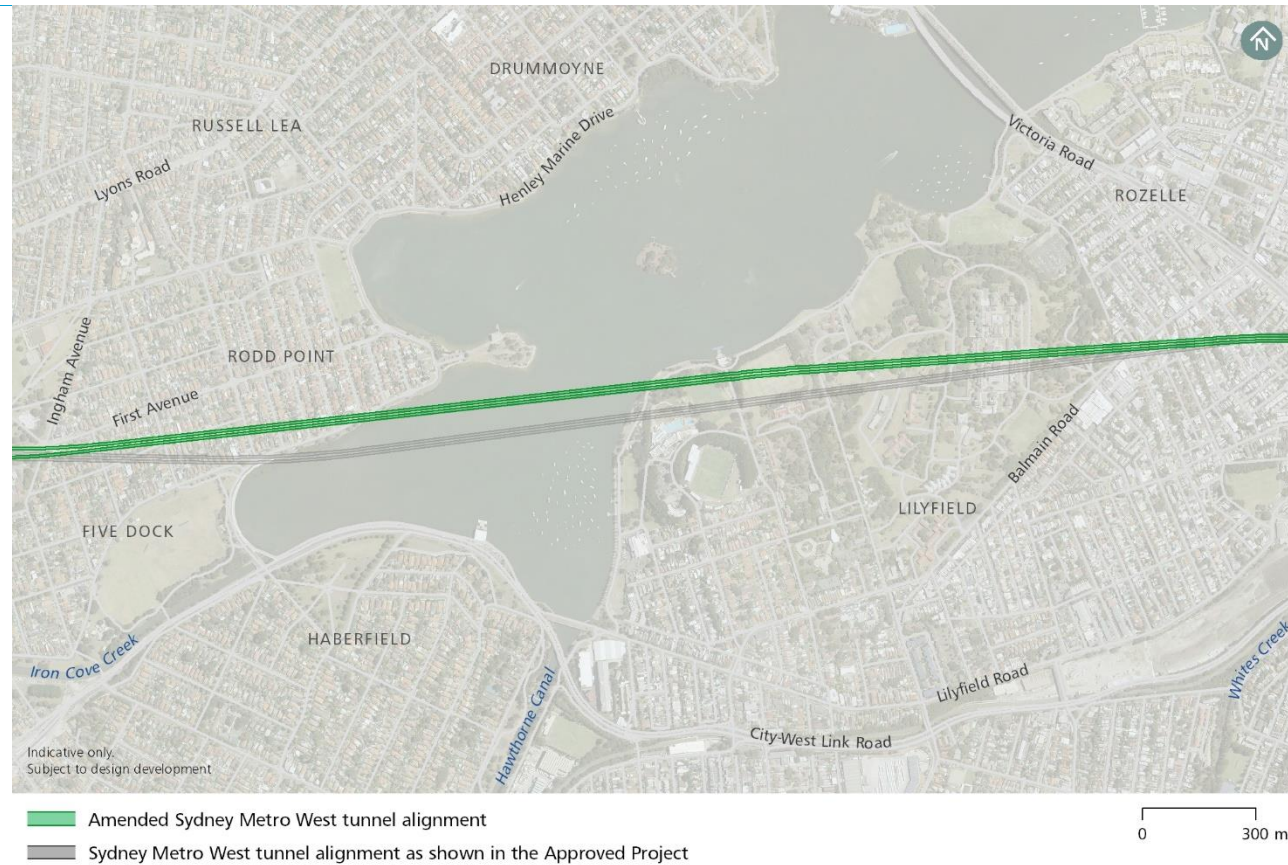 N
DRUMMOYNE
RUSSELL LEA
Victoria Road
Henley Marine Drive
Lyons Road
ROZELLE
Ingham Avenue
RODD POINT
First Avenue
Balmain Road
LILYFIELD
FIVE DOCK
HABERFIELD
Iron Cove Creek
Whites Creek
Lilyfield Road
Hawthorne Canal
City-West Link Road
Indicative only.
Subject to design development
Amended Sydney Metro West tunnel alignment
Sydney Metro West tunnel alignment as shown in the Approved Project
0 300 m